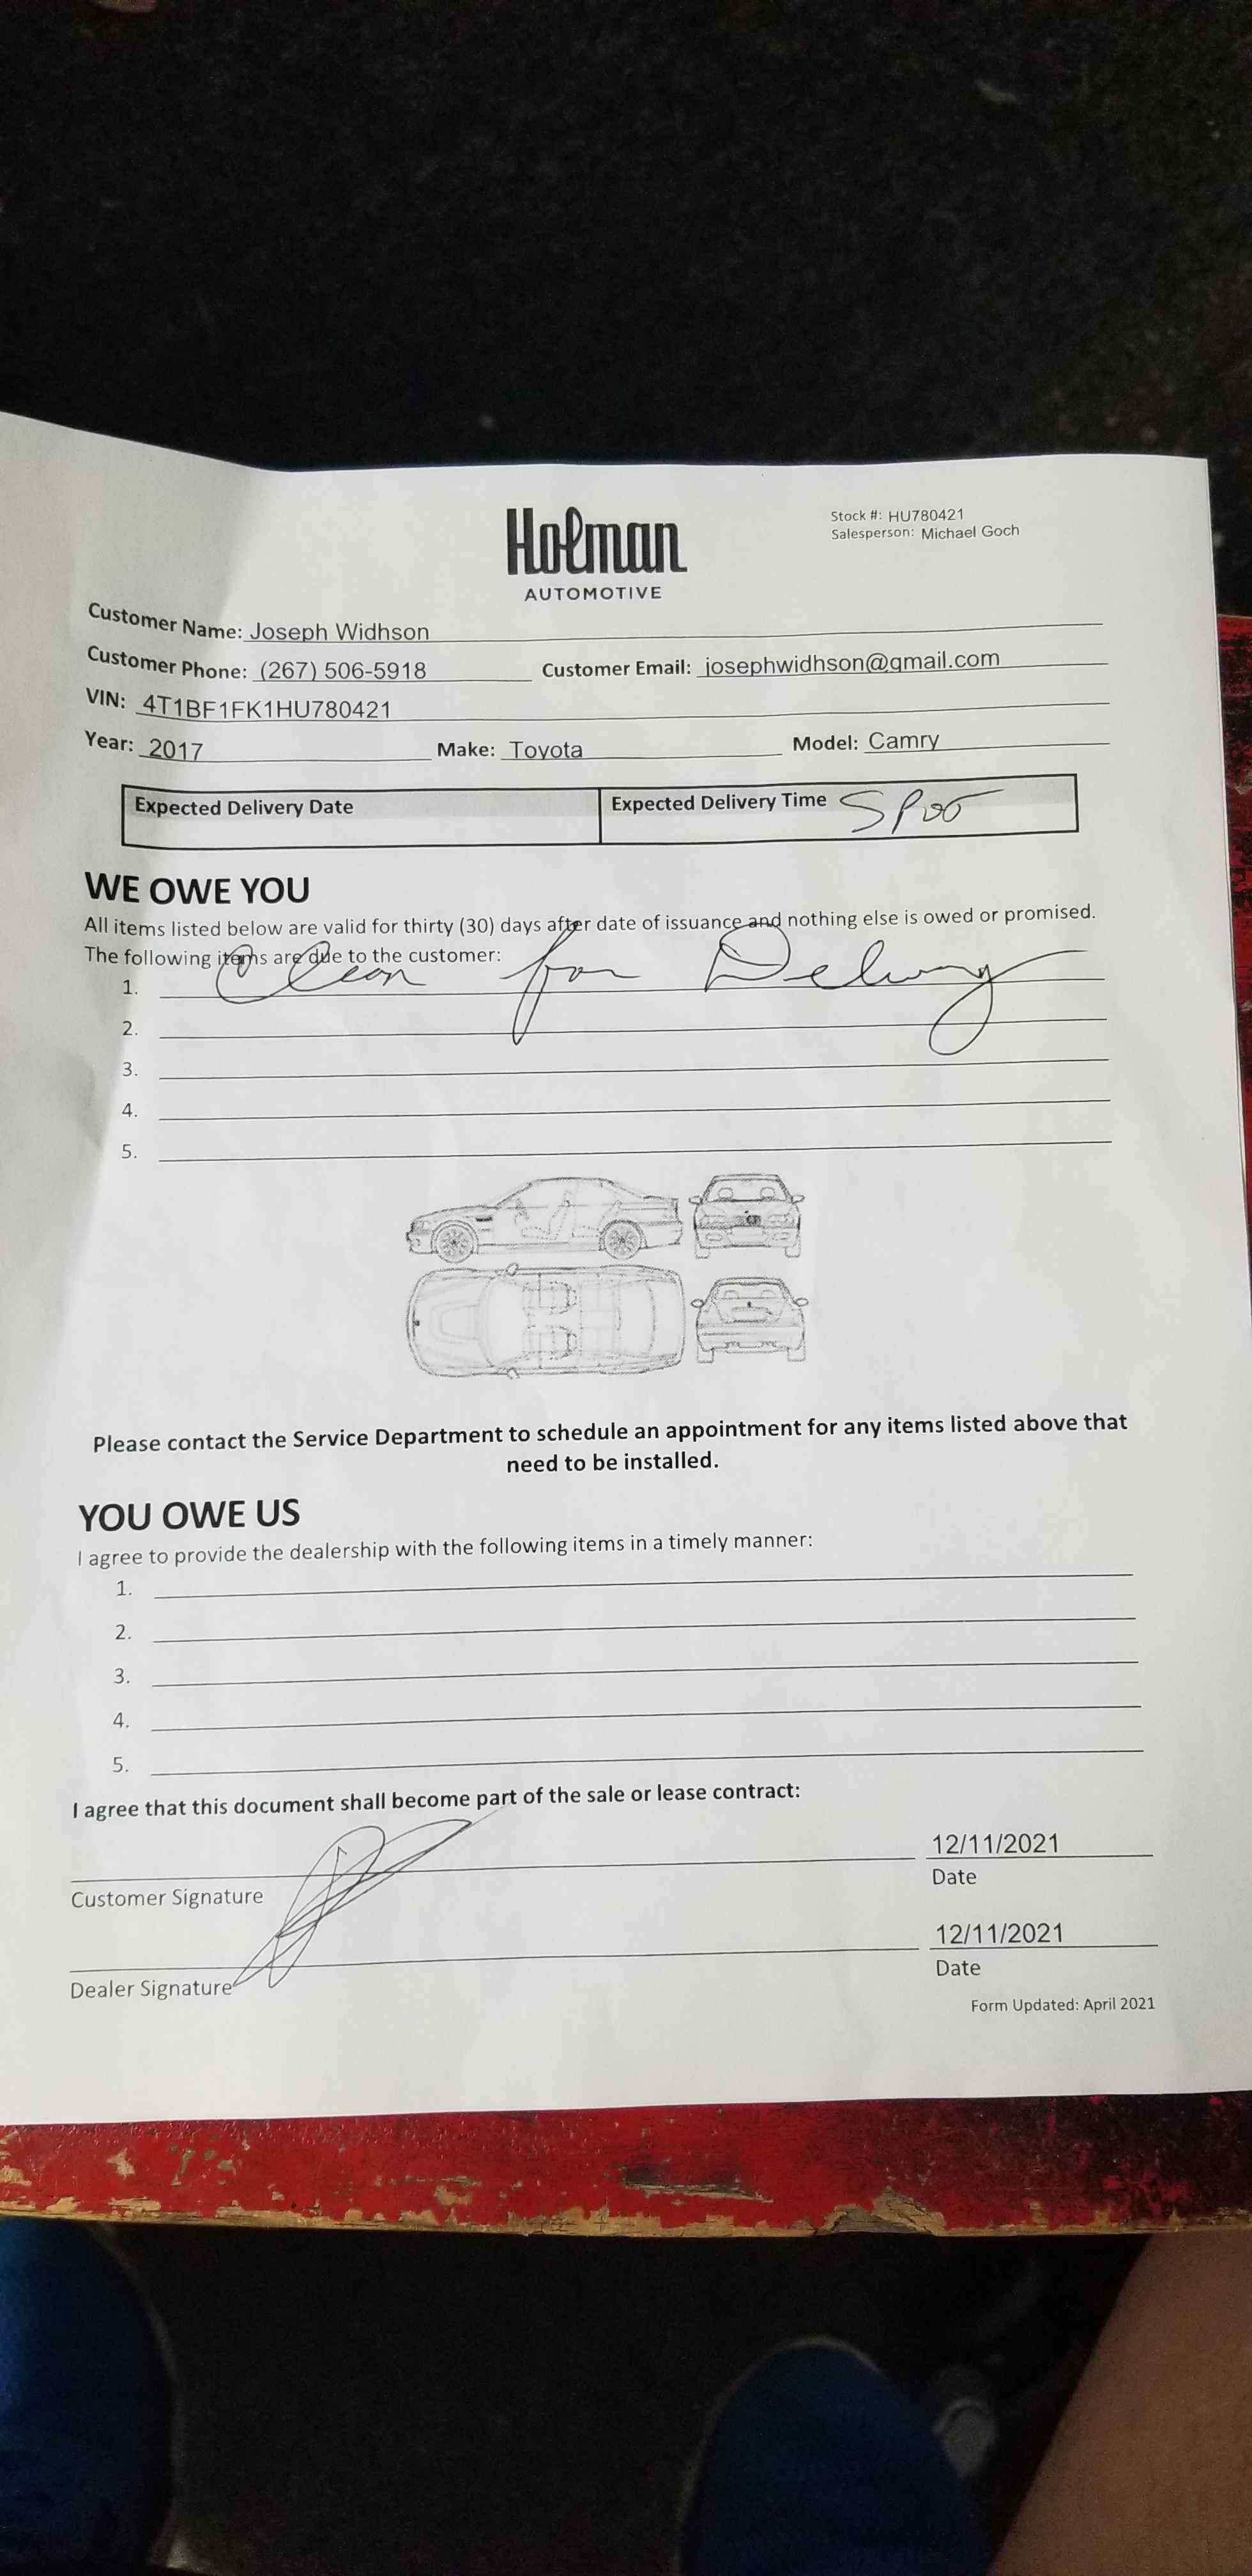 Holman
AUTOMOTIVE
Stock #: HU780421
Salesperson: Michael Goch
Customer Name: Joseph Widhson
Customer Phone: (267) 506-5918 Customer Email: josephwidhson@gmail.com
VIN: 4T1BF1FK1HU780421
Year: 2017 Make: Toyota Model: Camry
Expected Delivery Date Expected Delivery Time SPOT
WE OWE YOU
All items listed below are valid for thirty (30) days after date of issuance and nothing else is owed or promised.
The following items are due to the customer:
1. Clean for Delivery
2.
3.
4.
5.
Please contact the Service Department to schedule an appointment for any items listed above that
need to be installed.
YOU OWE US
I agree to provide the dealership with the following items in a timely manner:
1.
2.
3.
4.
5.
I agree that this document shall become part of the sale or lease contract:
12/11/2021
Customer Signature Date
12/11/2021
Dealer Signature Date
Form Updated: April 2021